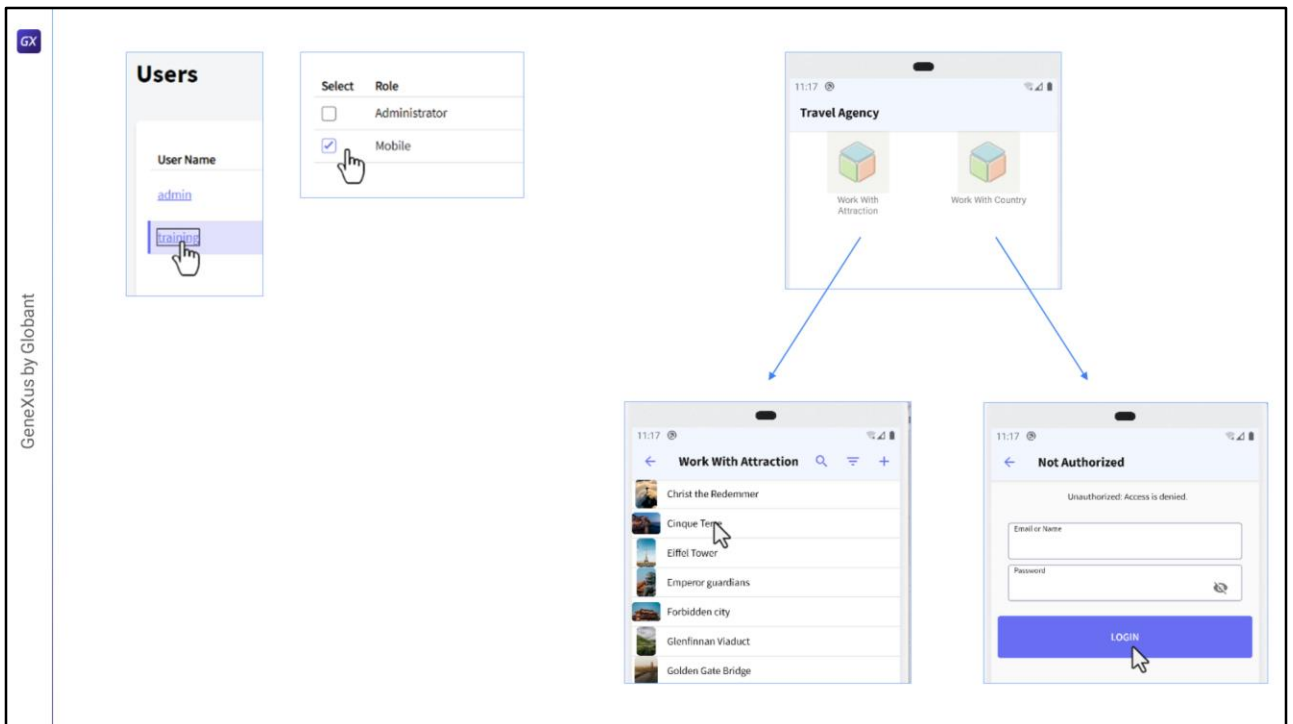 GX
GeneXus by Globant
Users
User Name
admin
training
Select Role
Administrator
Mobile
11:17
Travel Agency
Work With
Attraction
Work With Country
11:17
Work With Attraction
Christ the Redemmer
Cinque Terre
Eiffel Tower
Emperor guardians
Forbidden city
Glenfinnan Viaduct
Golden Gate Bridge
11:17
Not Authorized
Unauthorized: Access is denied.
Email or Name
Password
LOGIN